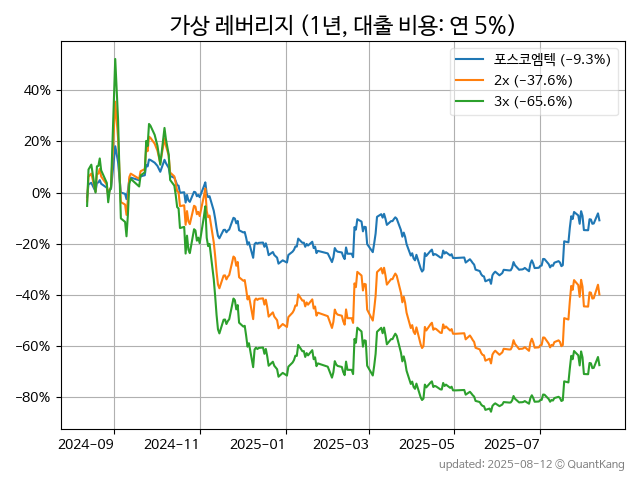 가상 레버리지 (1년, 대출 비용: 연 5%)
포스코엠텍 (−9.3%)
2x (−37.6%)
3x (−65.6%)
40%
20%
0%
−20%
−40%
−60%
−80%
2024-09 2024-11 2025-01 2025-03 2025-05 2025-07
updated: 2025-08-12 © QuantKang